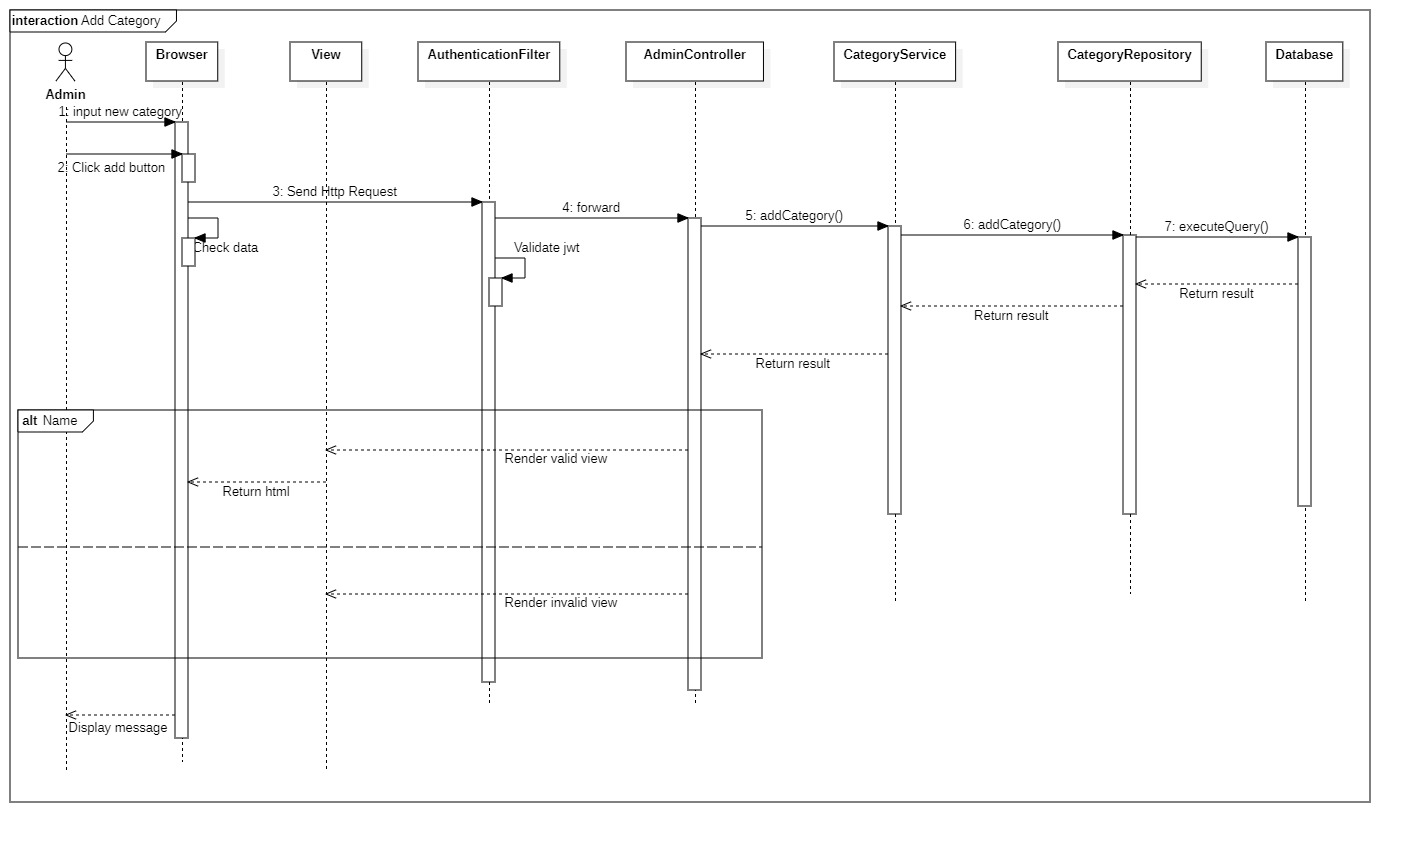 interaction Add Category
Browser
View
AuthenticationFilter
AdminController
CategoryService
CategoryRepository
Database
Admin
1: input new category
2: Click add button
3: Send Http Request
4: forward
5: addCategory()
6: addCategory()
7: executeQuery()
Check data
Validate jwt
Return result
Return result
Return result
alt Name
Render valid view
Return html
Render invalid view
Display message